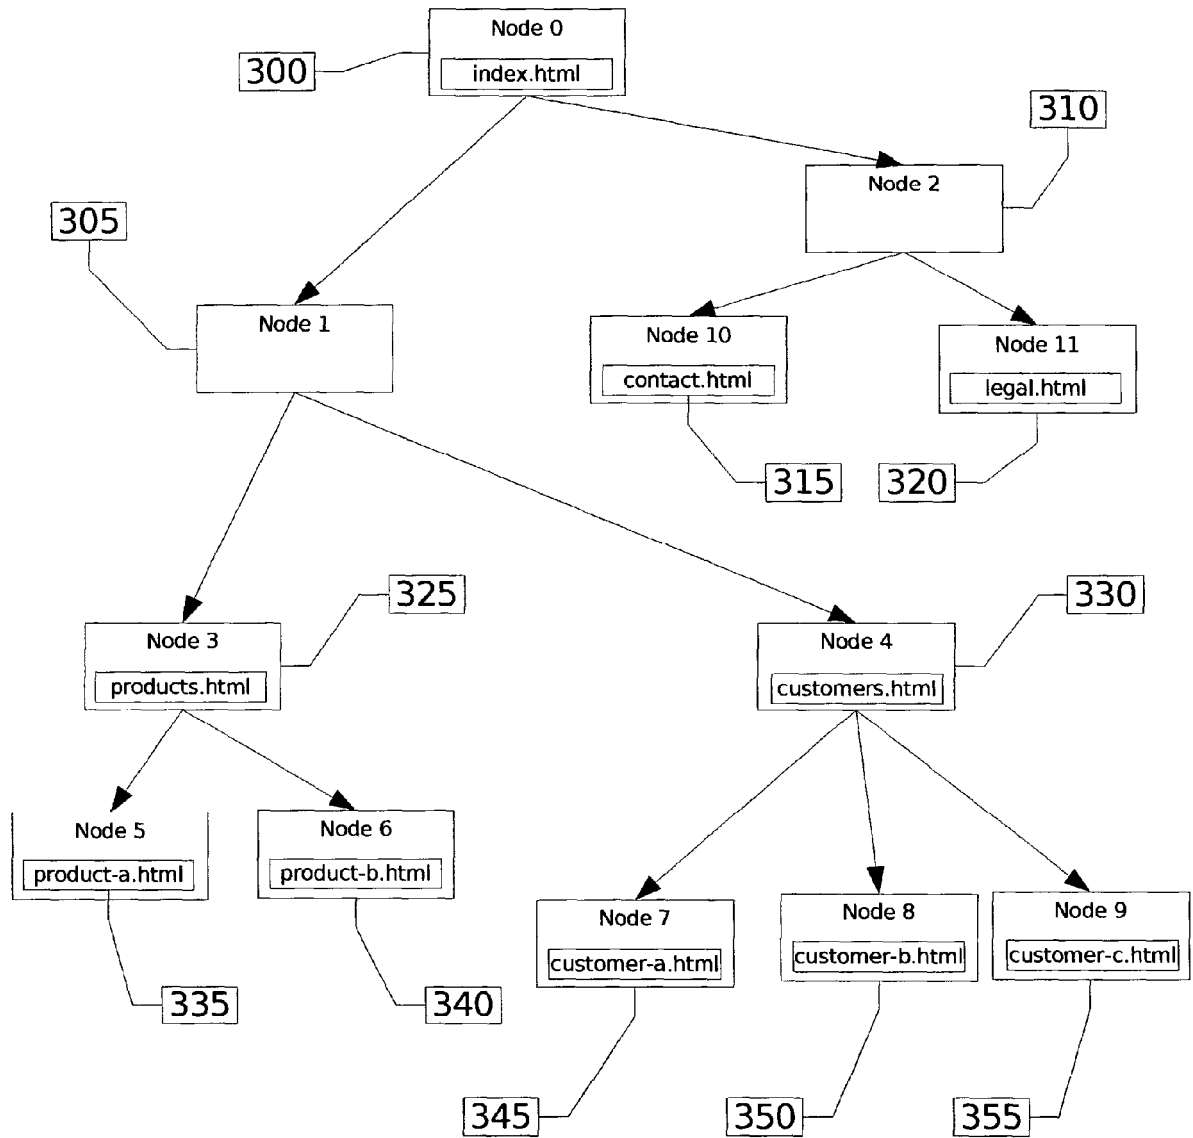 Node 0
index.html
300
310
Node 2
305
Node 1
Node 10
contact.html
Node 11
legal.html
315
320
325
330
Node 3
products.html
Node 4
customers.html
Node 5
product-a.html
Node 6
product-b.html
Node 7
customer-a.html
Node 8
customer-b.html
Node 9
customer-c.html
335
340
345
350
355